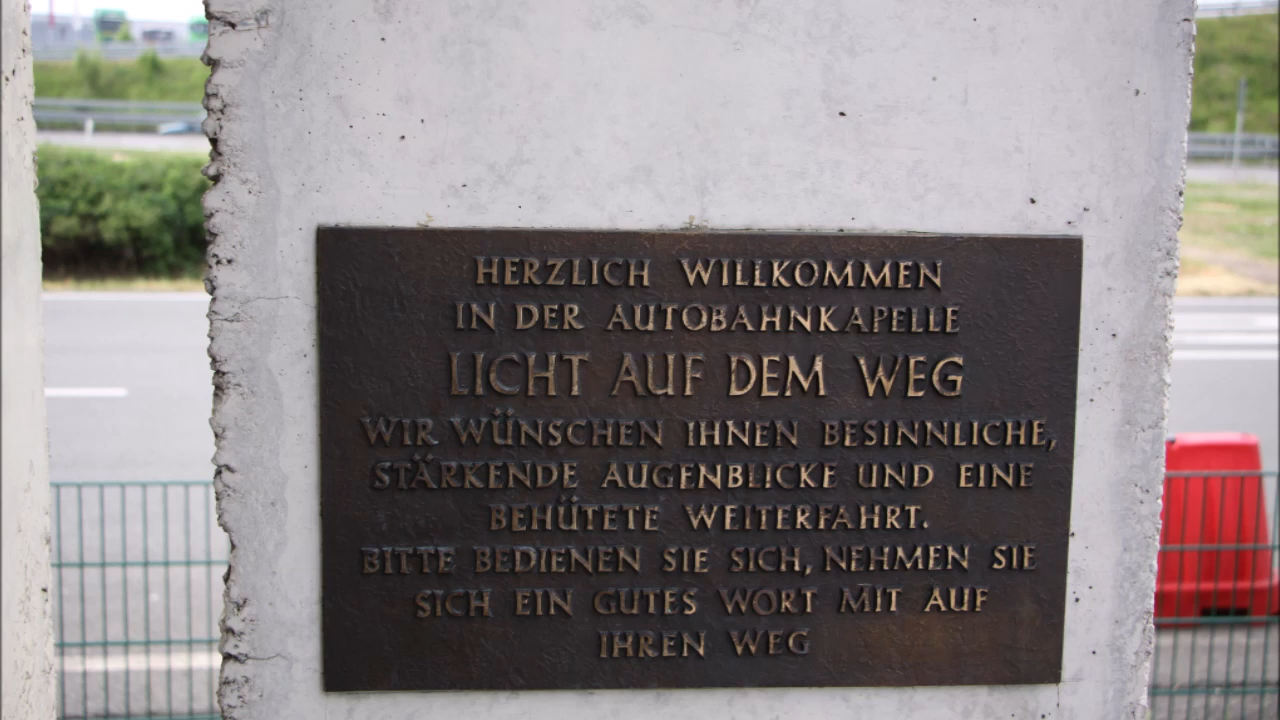 HERZLICH WILLKOMMEN
IN DER AUTOBAHNKAPELLE
LICHT AUF DEM WEG
WIR WÜNSCHEN IHNEN BESINNLICHE,
STÄRKENDE AUGENBLICKE UND EINE
BEHÜTETE WEITERFAHRT.
BITTE BEDIENEN SIE SICH, NEHMEN SIE
SICH EIN GUTES WORT MIT AUF
IHREN WEG